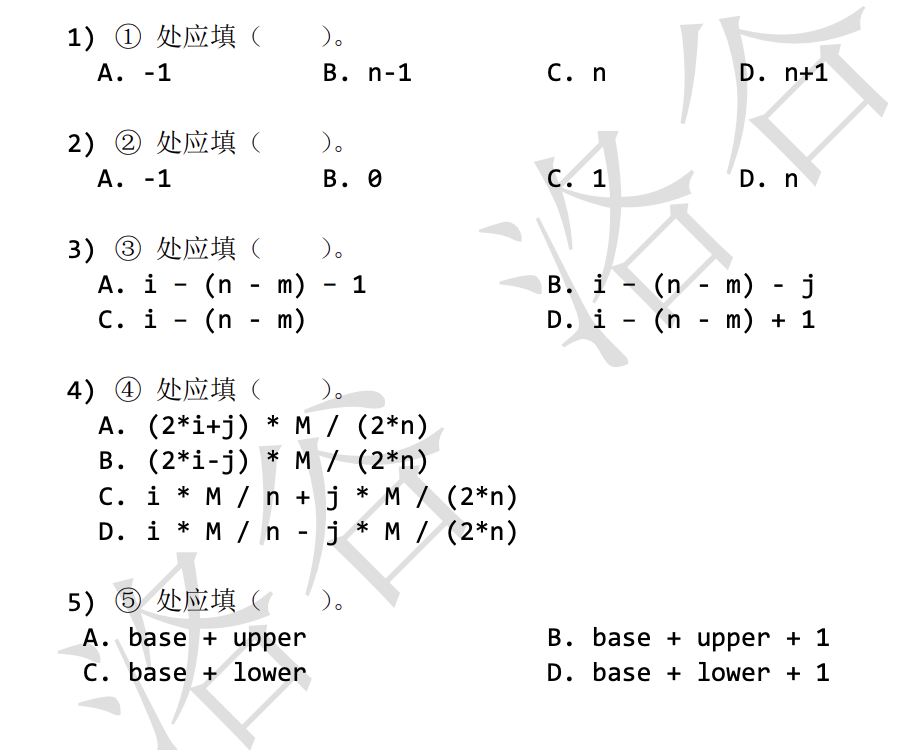 1) ① 处应填（　　）。
A. -1 B. n-1 C. n D. n+1
2) ② 处应填（　　）。
A. -1 B. 0 C. 1 D. n
3) ③ 处应填（　　）。
A. i – (n - m) – 1 B. i – (n - m) - j
C. i – (n - m) D. i – (n - m) + 1
4) ④ 处应填（　　）。
A. (2*i+j) * M / (2*n)
B. (2*i-j) * M / (2*n)
C. i * M / n + j * M / (2*n)
D. i * M / n - j * M / (2*n)
5) ⑤ 处应填（　　）。
A. base + upper B. base + upper + 1
C. base + lower D. base + lower + 1
洛谷
洛谷